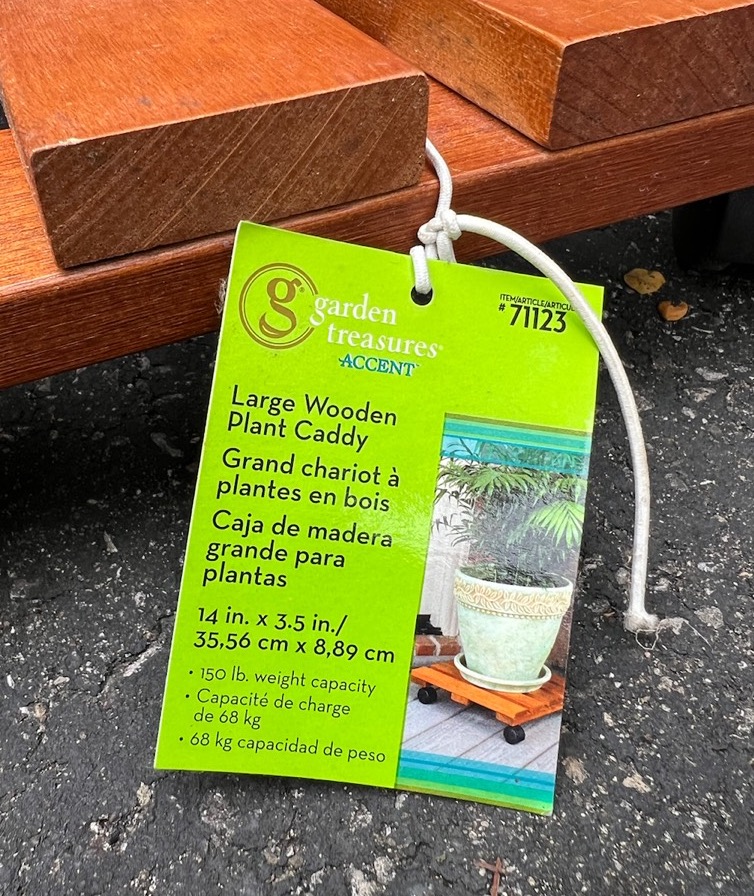 g garden
treasures®
ACCENT™
ITEM/ARTICLE/ARTÍCU
# 71123
Large Wooden
Plant Caddy
Grand chariot à
plantes en bois
Caja de madera
grande para
plantas
14 in. x 3.5 in./
35,56 cm x 8,89 cm
• 150 lb. weight capacity
• Capacité de charge
de 68 kg
• 68 kg capacidad de peso